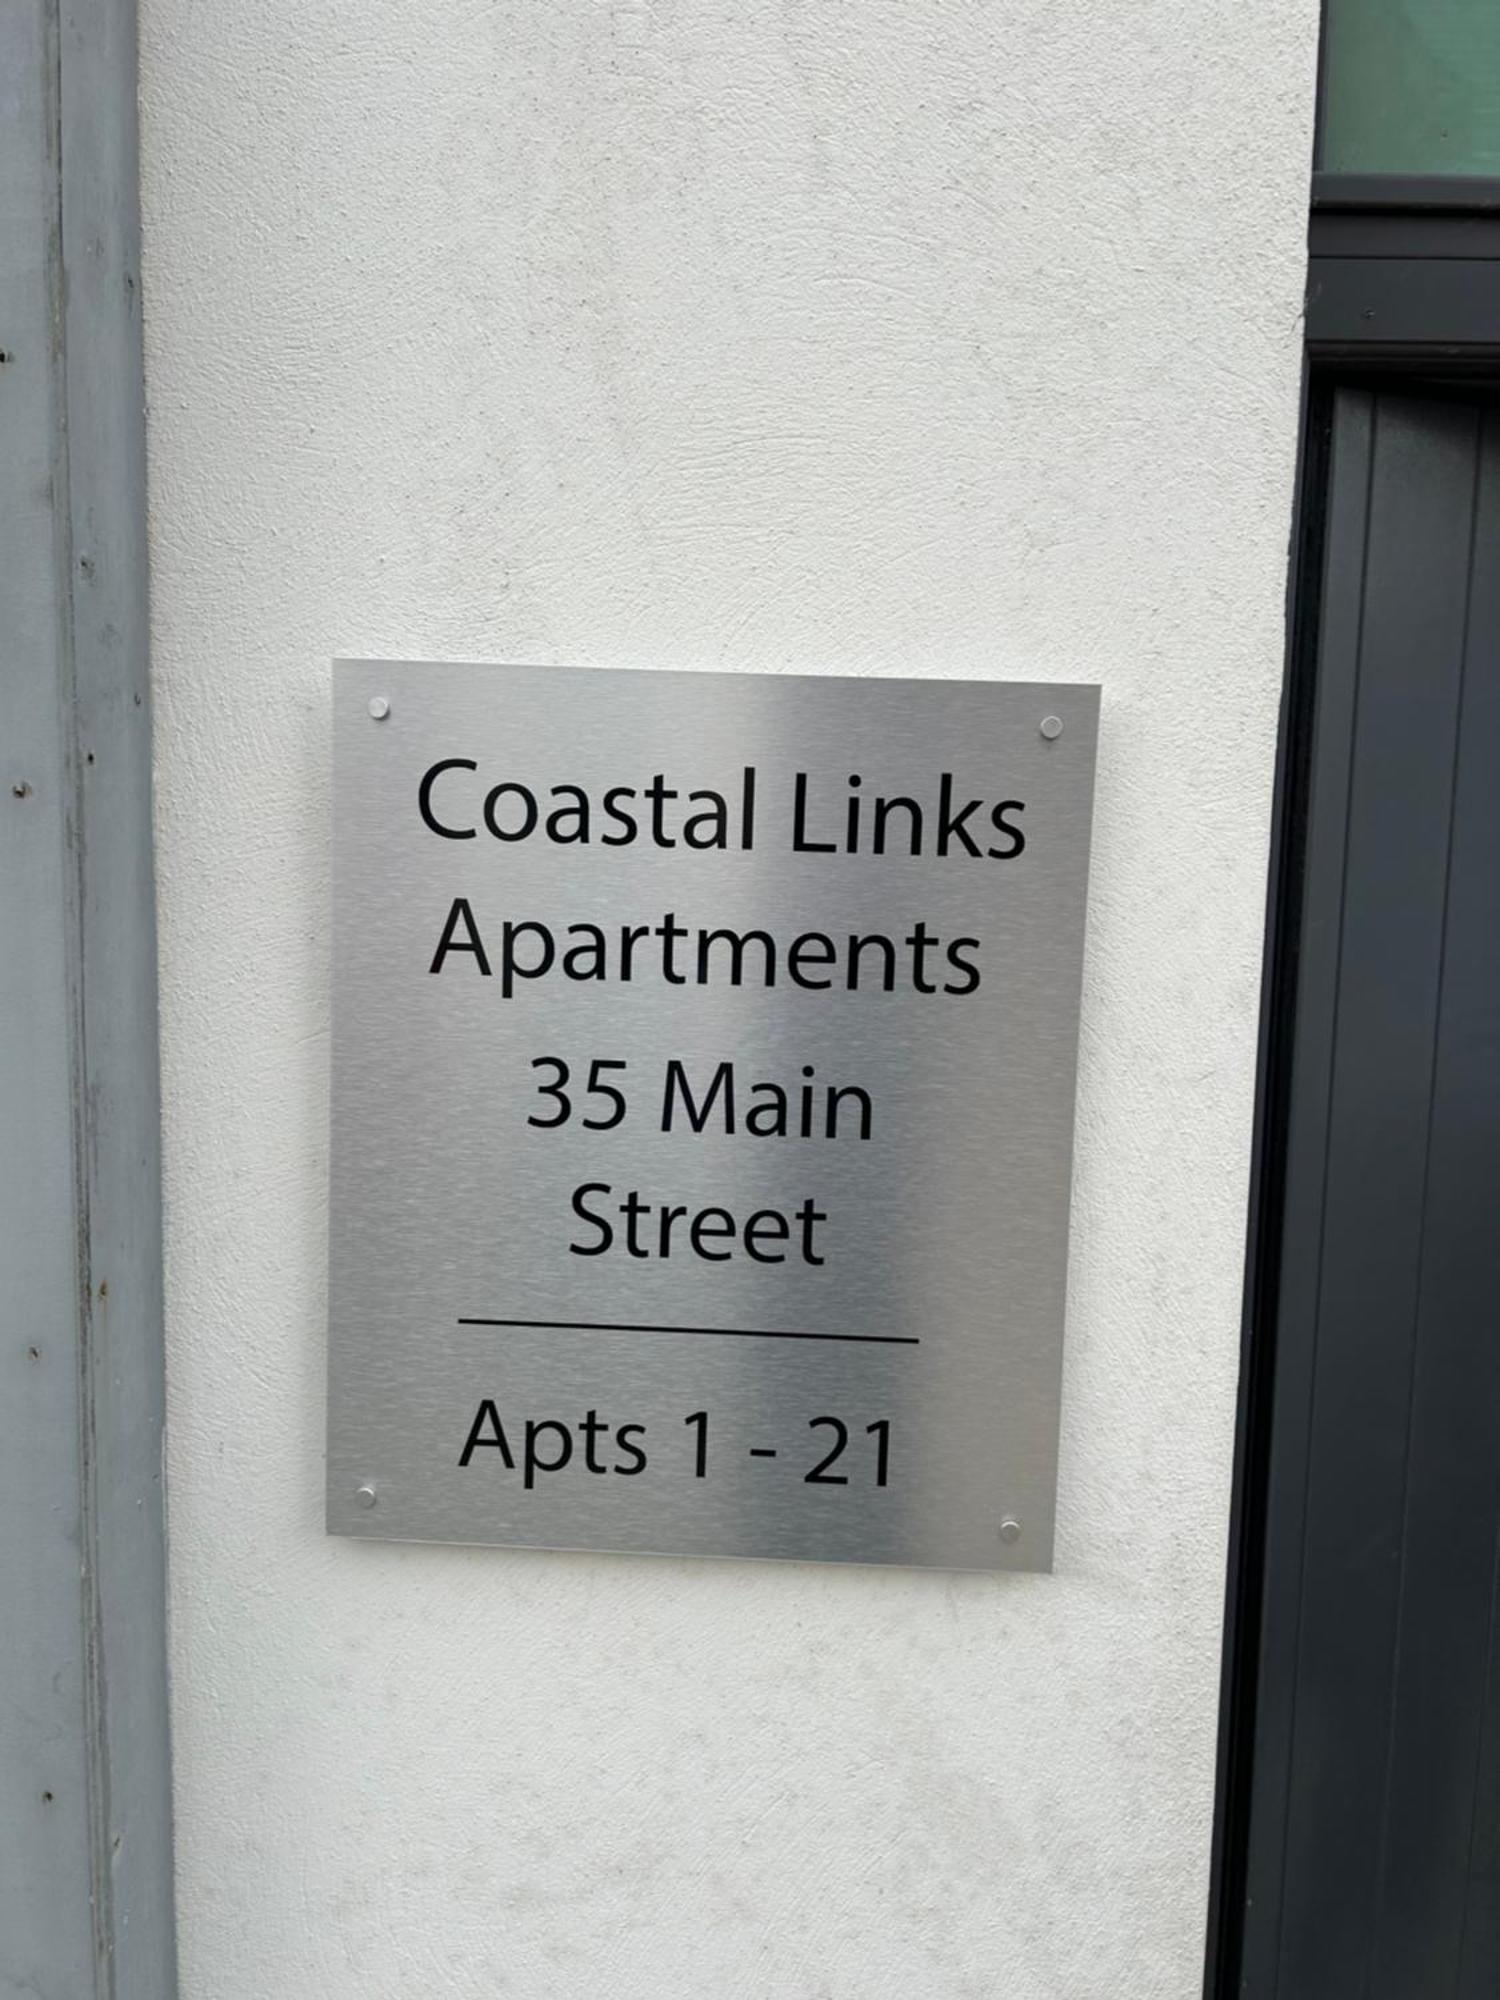 Coastal Links
Apartments
35 Main
Street
Apts 1 - 21